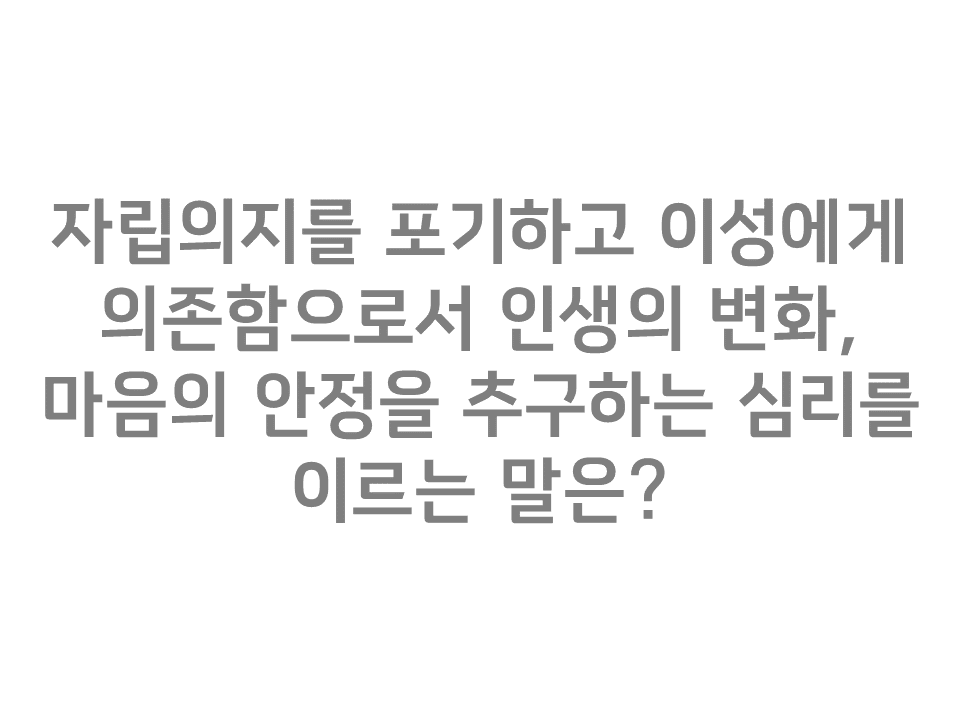 자립의지를 포기하고 이성에게
의존함으로서 인생의 변화,
마음의 안정을 추구하는 심리를
이르는 말은?